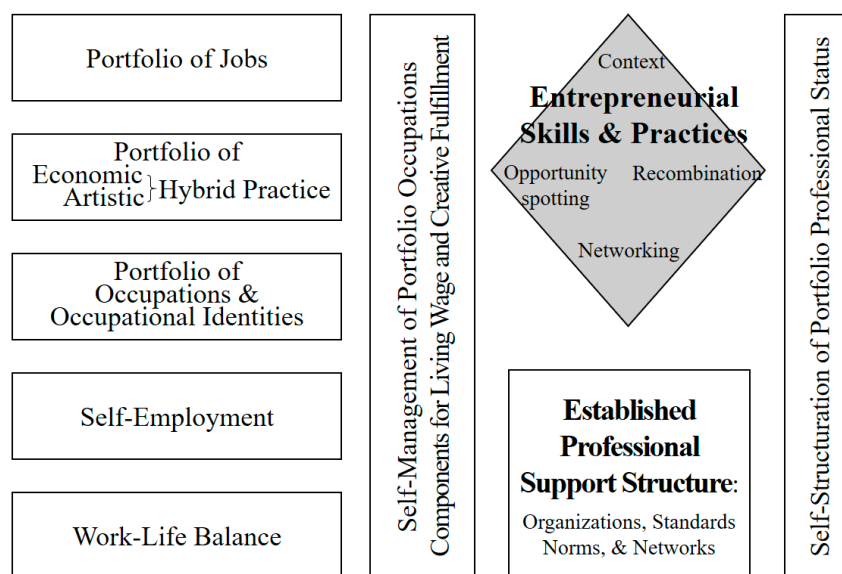 Portfolio of Jobs
Portfolio of
Economic
Artistic } Hybrid Practice
Portfolio of
Occupations &
Occupational Identities
Self-Employment
Work-Life Balance
Self-Management of Portfolio Occupations
Components for Living Wage and Creative Fulfillment
Context
Entrepreneurial
Skills & Practices
Opportunity
spotting
Recombination
Networking
Established
Professional
Support Structure:
Organizations, Standards
Norms, & Networks
Self-Structuration of Portfolio Professional Status